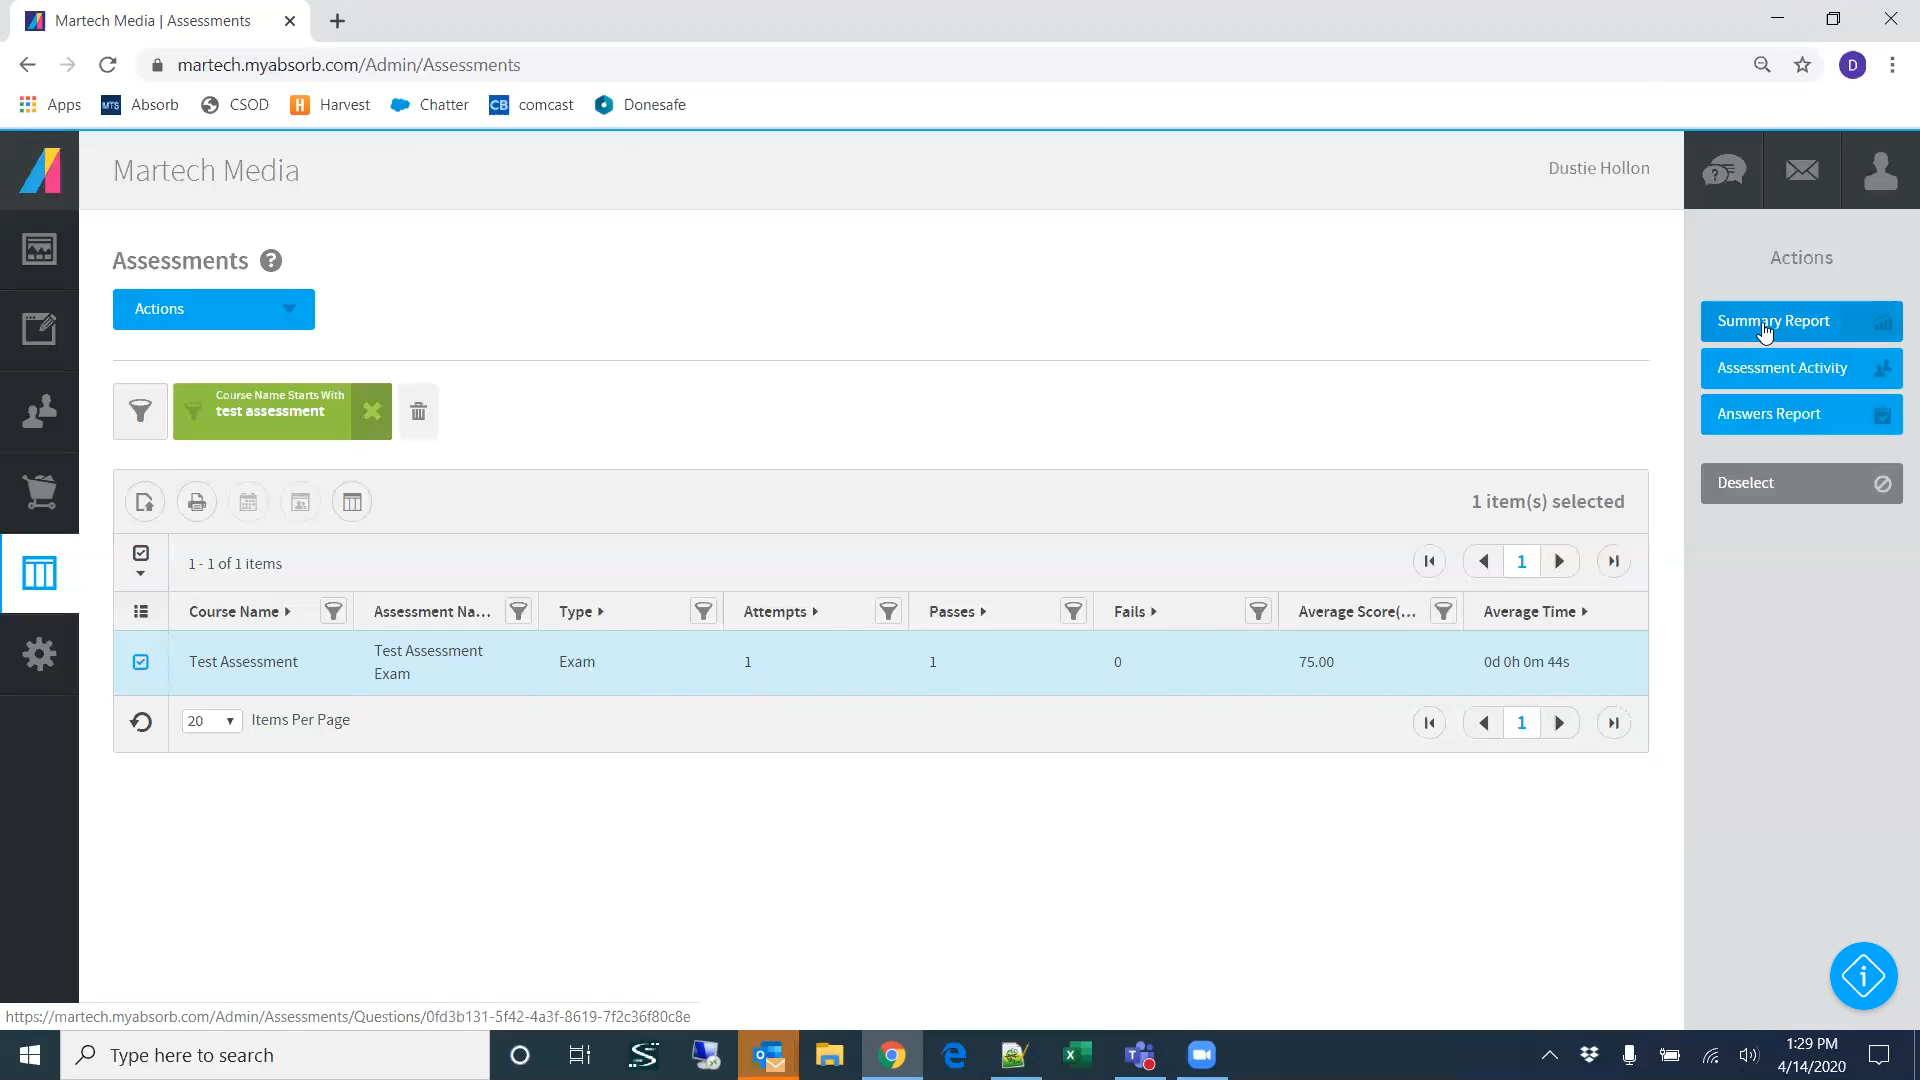 Martech Media | Assessments
martech.myabsorb.com/Admin/Assessments
D
Apps
MTS Absorb
CSOD
H Harvest
Chatter
CB comcast
Donesafe
Martech Media
Dustie Hollon
Assessments ?
Actions
Actions
Summary Report
Assessment Activity
Answers Report
Deselect
Course Name Starts With
test assessment
1 item(s) selected
1 - 1 of 1 items
1
Course Name
Assessment Na...
Type
Attempts
Passes
Fails
Average Score(...
Average Time
Test Assessment
Test Assessment
Exam
Exam
1
1
0
75.00
0d 0h 0m 44s
20
Items Per Page
1
https://martech.myabsorb.com/Admin/Assessments/Questions/0fd3b131-5f42-4a3f-8619-7f2c36f80c8e
Type here to search
1:29 PM
4/14/2020